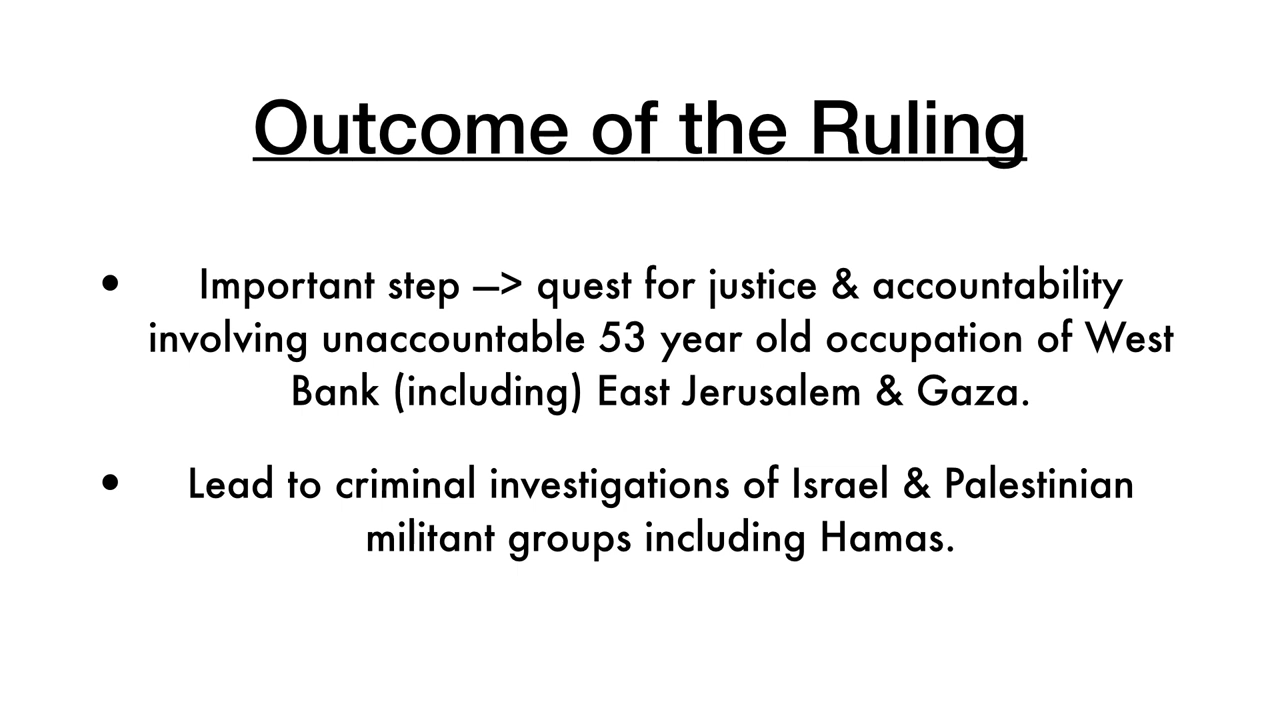 Outcome of the Ruling
• Important step —> quest for justice & accountability
involving unaccountable 53 year old occupation of West
Bank (including) East Jerusalem & Gaza.
• Lead to criminal investigations of Israel & Palestinian
militant groups including Hamas.